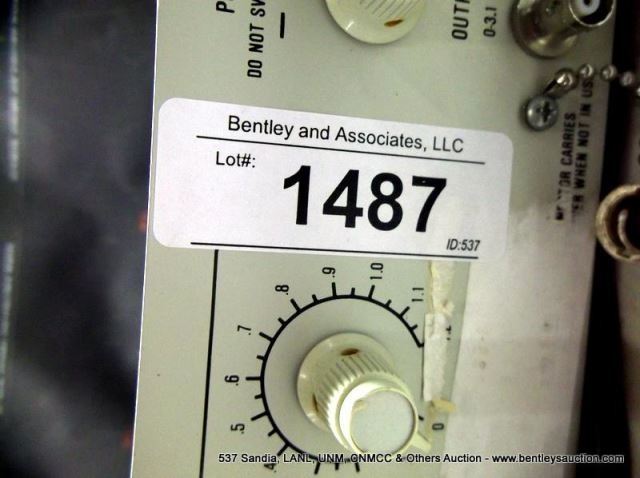 DO NOT SW
OUT
0-3.1
Bentley and Associates, LLC
Lot#:
1487
ID:537
CARRIES
WHEN NOT IN US
.5
.6
.7
.8
.9
1.0
1.1
0
537 Sandia, LANL, UNM, CNMCC & Others Auction - www.bentleysauction.com